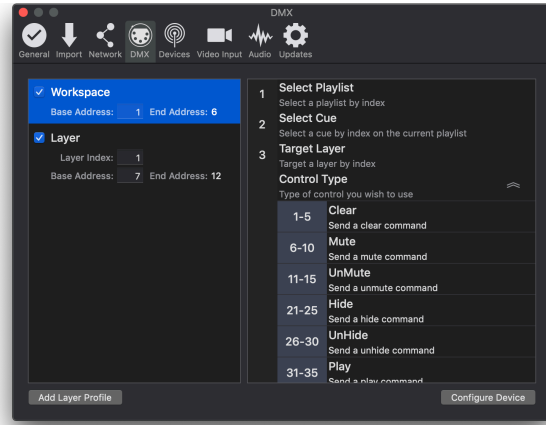 DMX
General Import Network DMX Devices Video Input Audio Updates
Workspace
Base Address: 1 End Address: 6
Layer
Layer Index: 1
Base Address: 7 End Address: 12
Add Layer Profile
1 Select Playlist
Select a playlist by index
2 Select Cue
Select a cue by index on the current playlist
3 Target Layer
Target a layer by index
Control Type
Type of control you wish to use
1-5 Clear
Send a clear command
6-10 Mute
Send a mute command
11-15 UnMute
Send a unmute command
21-25 Hide
Send a hide command
26-30 UnHide
Send a unhide command
31-35 Play
Send a play command
Configure Device